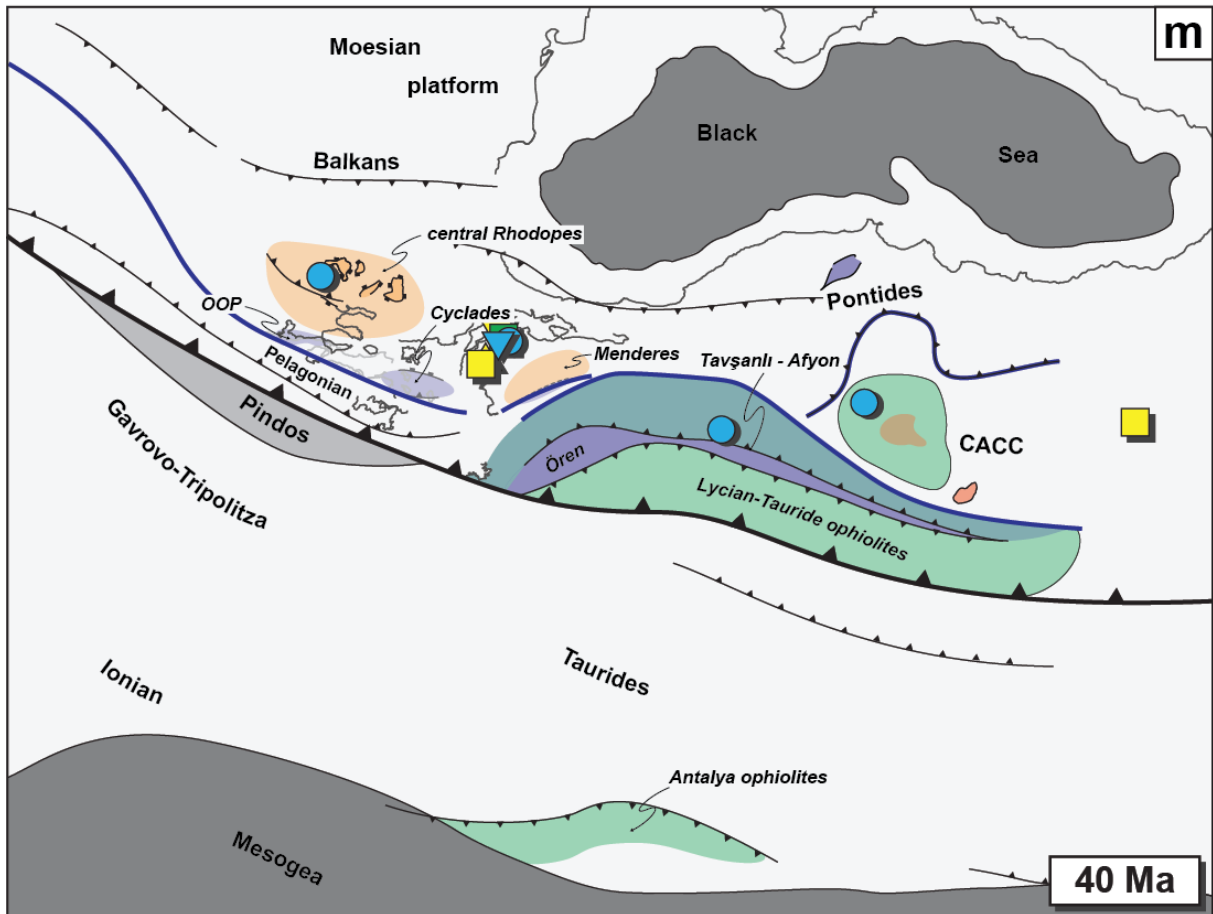 m
Moesian
platform
Black
Sea
Balkans
central Rhodopes
OOP
Cyclades
Pontides
Pelagonian
Menderes
Tavşanlı - Afyon
Pindos
Gavrovo-Tripolitza
Ören
CACC
Lycian-Tauride ophiolites
Ionian
Taurides
Antalya ophiolites
Mesogea
40 Ma